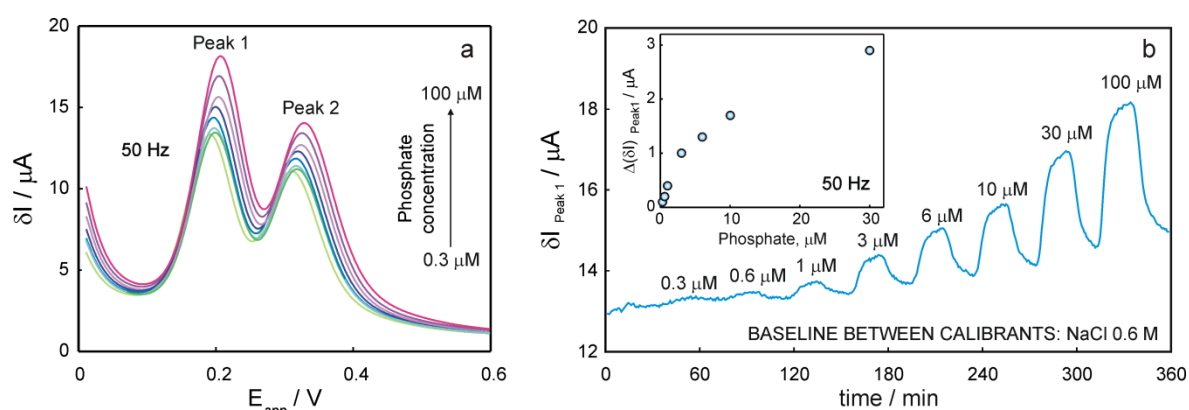 a
Peak 1
Peak 2
50 Hz
100 μM
Phosphate
concentration
0.3 μM
δI / μA
20
15
10
5
0
0.0
0.2
0.4
0.6
E app / V
b
δI Peak 1 / μA
20
18
16
14
12
Δ(δI) Peak1 / μA
3
2
1
0
0
10
20
30
Phosphate, μM
50 Hz
0.3 μM
0.6 μM
1 μM
3 μM
6 μM
10 μM
30 μM
100 μM
BASELINE BETWEEN CALIBRANTS: NaCl 0.6 M
0
60
120
180
240
300
360
time / min